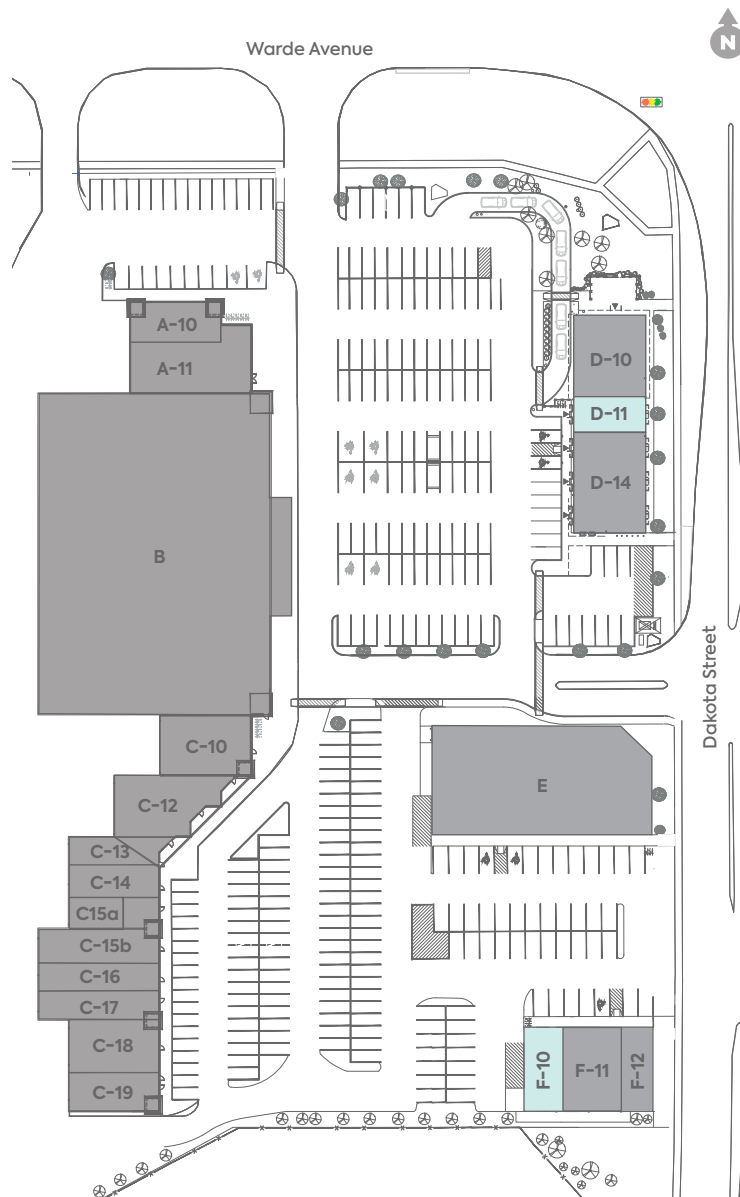 Warde Avenue
N
A-10
A-11
D-10
D-11
D-14
B
Dakota Street
C-10
E
C-12
C-13
C-14
C15a
C-15b
C-16
C-17
C-18
C-19
F-10
F-11
F-12